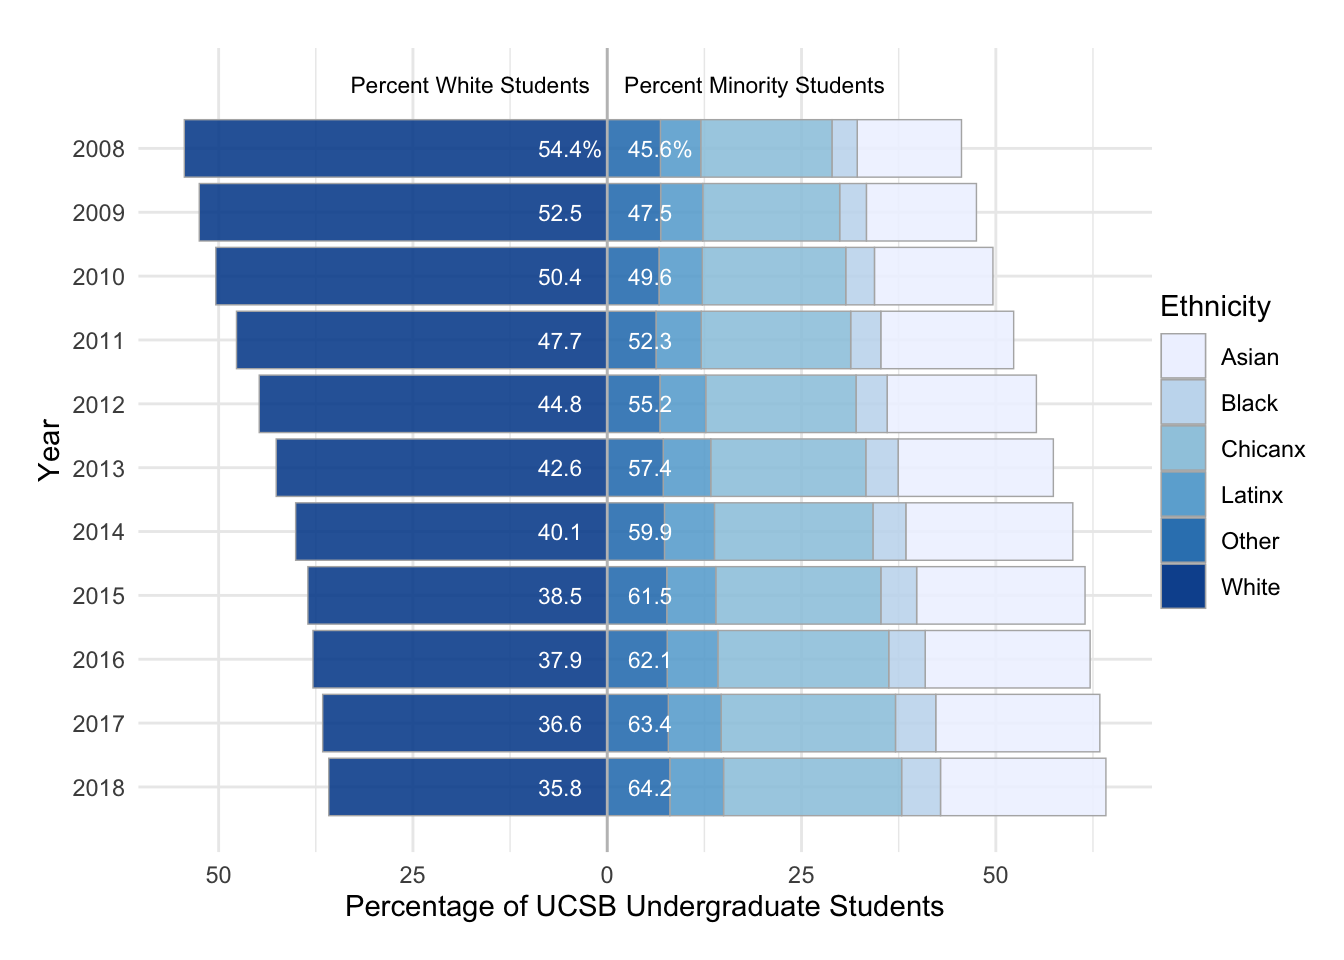 Percent White Students Percent Minority Students
2008 54.4% 45.6%
2009 52.5 47.5
2010 50.4 49.6
2011 47.7 52.3
2012 44.8 55.2
2013 42.6 57.4
2014 40.1 59.9
2015 38.5 61.5
2016 37.9 62.1
2017 36.6 63.4
2018 35.8 64.2
Year
50 25 0 25 50
Percentage of UCSB Undergraduate Students
Ethnicity
Asian
Black
Chicanx
Latinx
Other
White